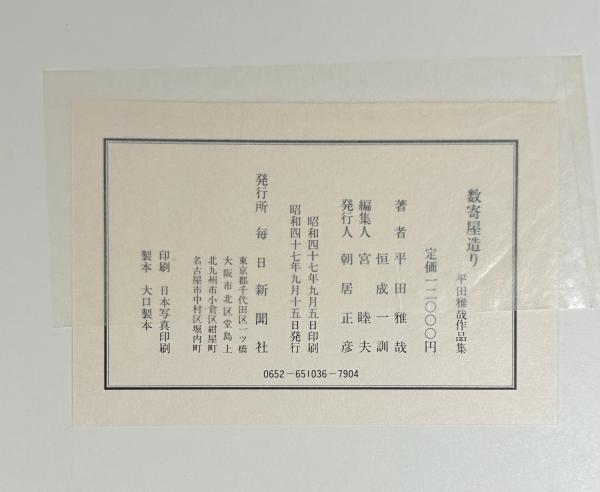 数寄屋造り 平田雅哉作品集
定価一二〇〇〇円
著者 平田雅哉
恒成一訓
編集人 宮睦夫
発行人 朝居正彦
昭和四十七年九月五日印刷
昭和四十七年九月十五日発行
発行所 毎日新聞社
東京都千代田区一ッ橋
大阪市北区堂島上
北九州市小倉区紺屋町
名古屋市中村区堀内町
印刷 日本写真印刷
製本 大口製本
0652-651036-7904